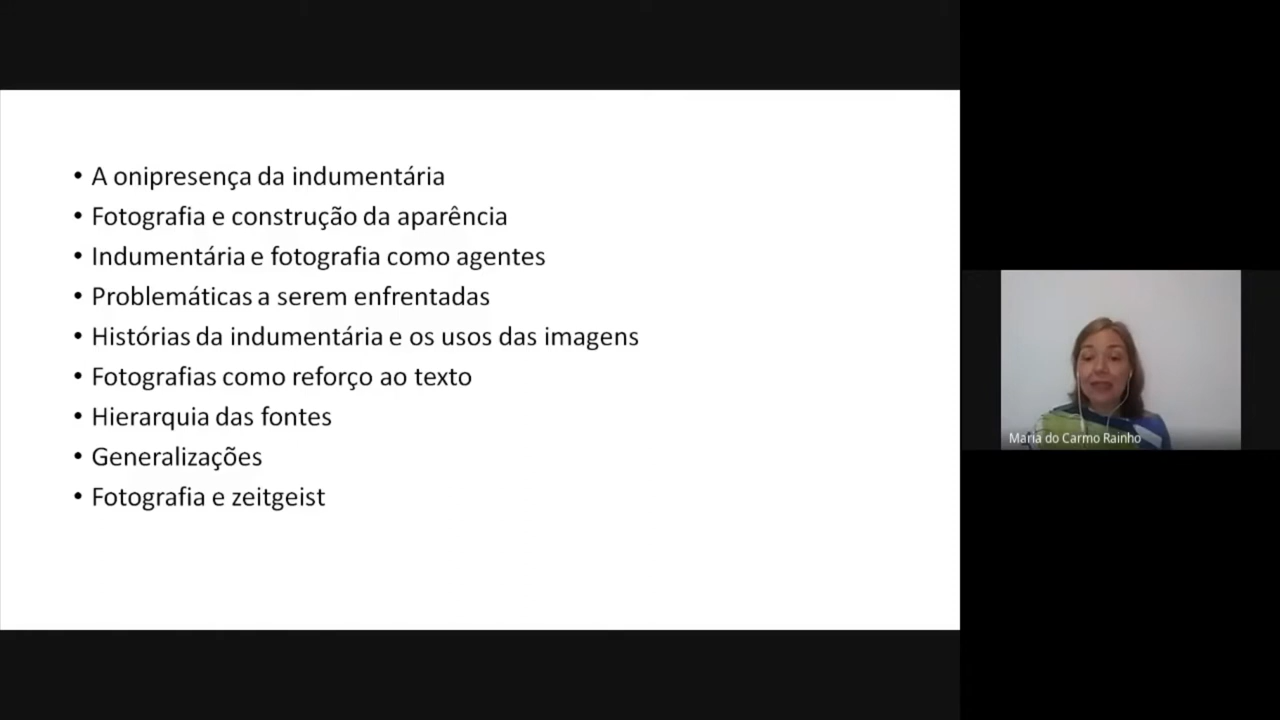 • A onipresença da indumentária
• Fotografia e construção da aparência
• Indumentária e fotografia como agentes
• Problemáticas a serem enfrentadas
• Histórias da indumentária e os usos das imagens
• Fotografias como reforço ao texto
• Hierarquia das fontes
• Generalizações
• Fotografia e zeitgeist
Maria do Carmo Rainho